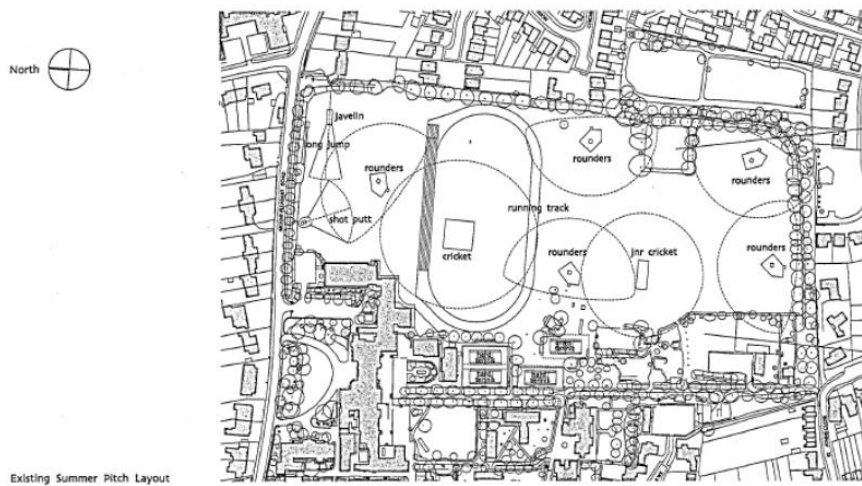 North
javelin
long jump
rounders
rounders
rounders
shot putt
running track
cricket
rounders
jnr cricket
rounders
Existing Summer Pitch Layout